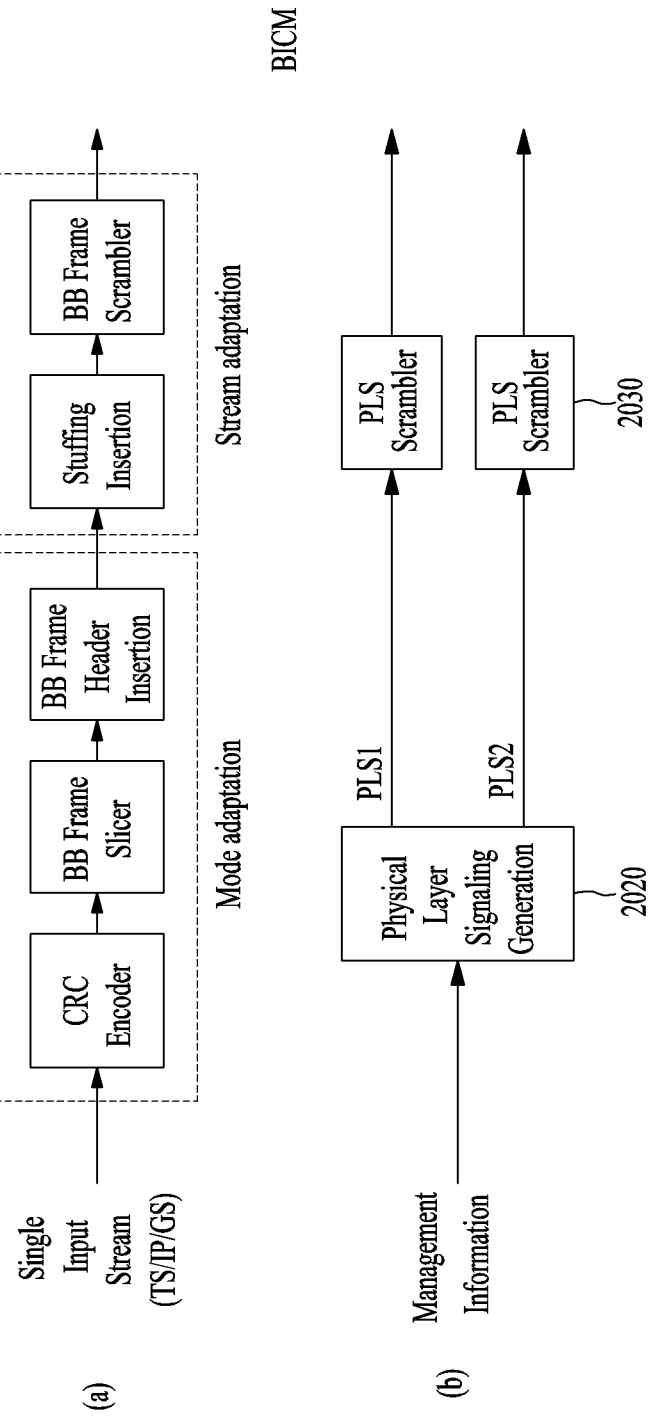 (a)
Single
Input
Stream
(TS/IP/GS)
CRC
Encoder
BB Frame
Slicer
BB Frame
Header
Insertion
Mode adaptation
Stuffing
Insertion
BB Frame
Scrambler
Stream adaptation
BICM
(b)
Management
Information
Physical
Layer
Signaling
Generation
2020
PLS1
PLS2
PLS
Scrambler
PLS
Scrambler
2030